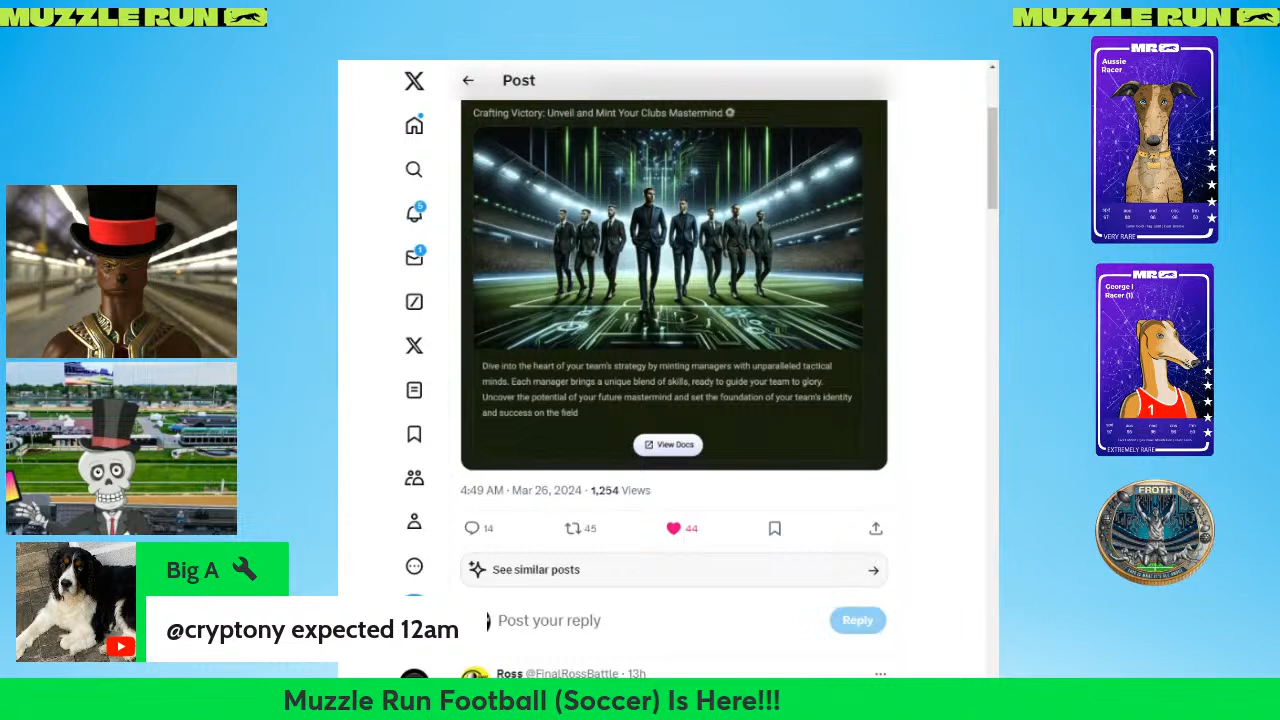 MUZZLE RUN
MUZZLE RUN
Post
Crafting Victory: Unveil and Mint Your Clubs Mastermind
Dive into the heart of your team's strategy by minting managers with unparalleled tactical
minds. Each manager brings a unique blend of skills, ready to guide your team to glory.
Uncover the potential of your future mastermind and set the foundation of your team's identity
and success on the field
View Docs
4:49 AM · Mar 26, 2024 · 1,254 Views
14
45
44
See similar posts
Post your reply
Reply
Ross @FinalRossBattle · 13h
5
1
MR
Aussie
Racer
VERY RARE
MR
George I
Racer (1)
1
EXTREMELY RARE
FROTH
Big A
@cryptony expected 12am
Muzzle Run Football (Soccer) Is Here!!!